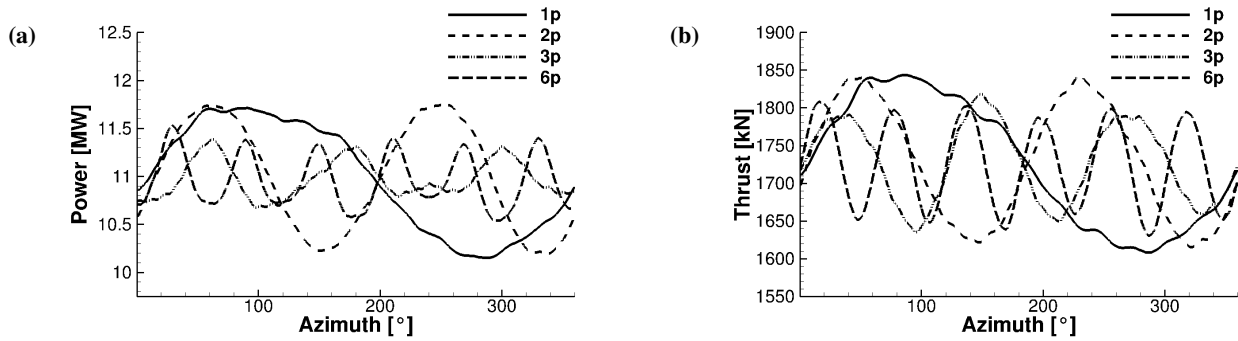 (a)
1p
2p
3p
6p
12.5
12
11.5
11
10.5
10
Power [MW]
100
200
300
Azimuth [°]
(b)
1p
2p
3p
6p
1900
1850
1800
1750
1700
1650
1600
1550
Thrust [kN]
100
200
300
Azimuth [°]